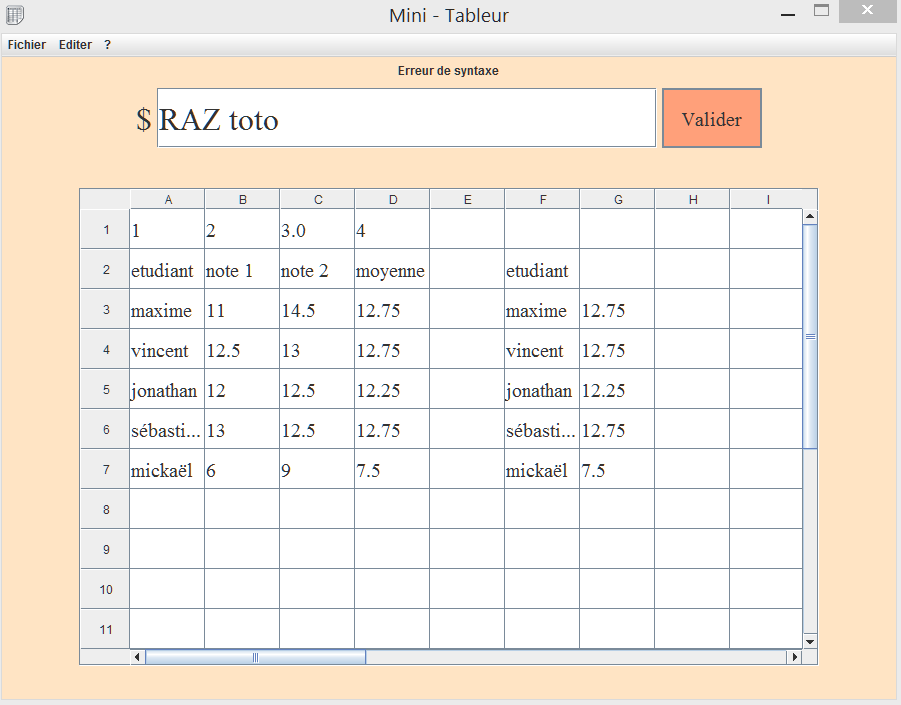 Mini - Tableur
Fichier Editer ?
Erreur de syntaxe
$ RAZ toto Valider
A B C D E F G H I
1 1 2 3.0 4
2 etudiant note 1 note 2 moyenne etudiant
3 maxime 11 14.5 12.75 maxime 12.75
4 vincent 12.5 13 12.75 vincent 12.75
5 jonathan 12 12.5 12.25 jonathan 12.25
6 sébasti... 13 12.5 12.75 sébasti... 12.75
7 mickaël 6 9 7.5 mickaël 7.5
8
9
10
11